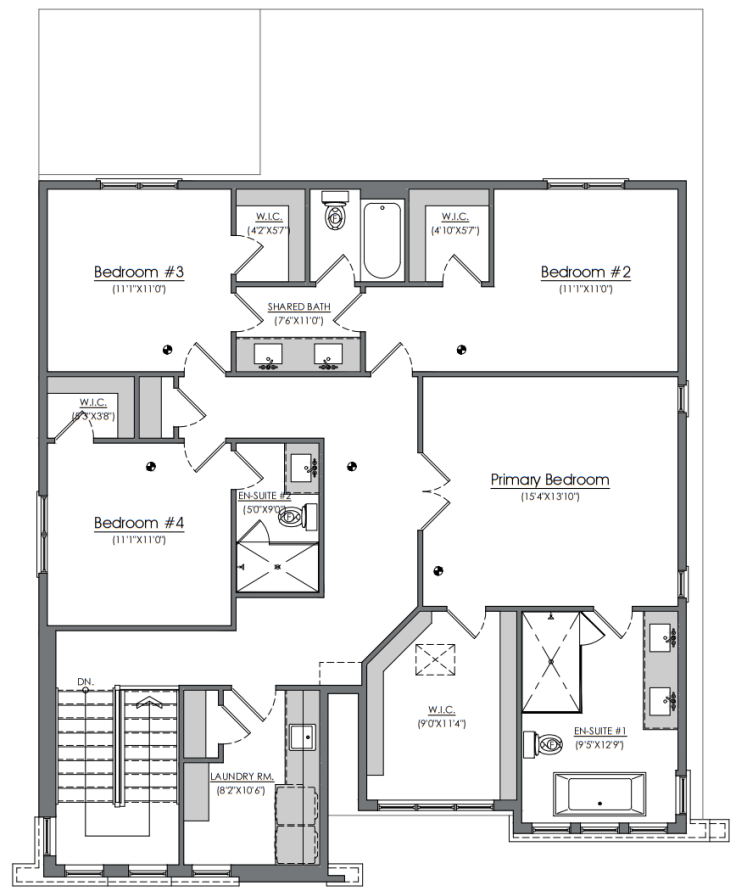 W.I.C.
(4'2"X5'7")
W.I.C.
(4'10"X5'7")
Bedroom #3
(11'1"X11'0")
Bedroom #2
(11'1"X11'0")
SHARED BATH
(7'6"X11'0")
W.I.C.
(5'3"X3'8")
Primary Bedroom
(15'4"X13'10")
EN-SUITE #2
(5'0"X9'0")
Bedroom #4
(11'1"X11'0")
DN.
W.I.C.
(9'0"X11'4")
EN-SUITE #1
(9'5"X12'9")
LAUNDRY RM.
(8'2"X10'6")